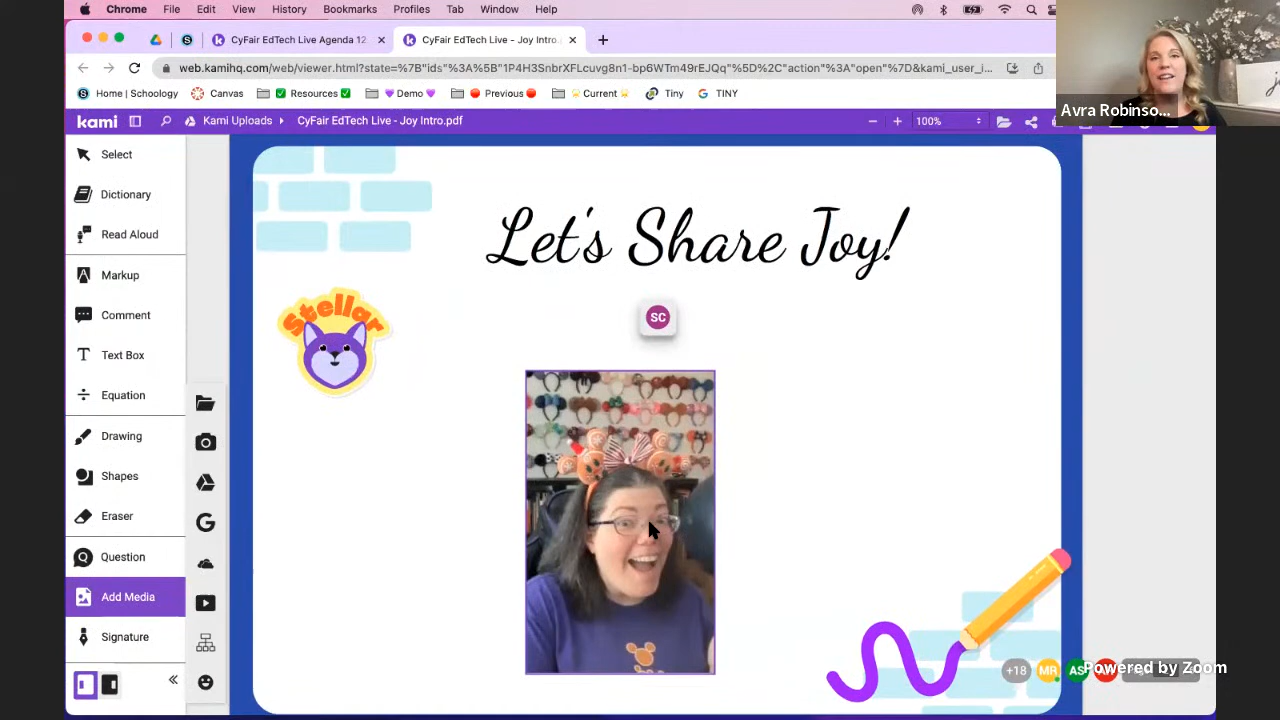 Chrome File Edit View History Bookmarks Profiles Tab Window Help
CyFair EdTech Live Agenda 12
CyFair EdTech Live - Joy Intro
web.kamihq.com/web/viewer.html?state=%7B"ids"%3A%5B"1P4H3SnbrXFLcuvg8n1-bp6WTm49rEJQq"%5D%2C"action"%3A"open"%7D&kami_user_i...
Home | Schoology Canvas Resources Demo Previous Current Tiny TINY
kami Kami Uploads > CyFair EdTech Live - Joy Intro.pdf 100%
Avra Robinso...
Select
Dictionary
Read Aloud
Markup
Comment
Text Box
Equation
Drawing
Shapes
Eraser
Question
Add Media
Signature
Let's Share Joy!
Stellar
SC
+18 MR AS
Powered by Zoom